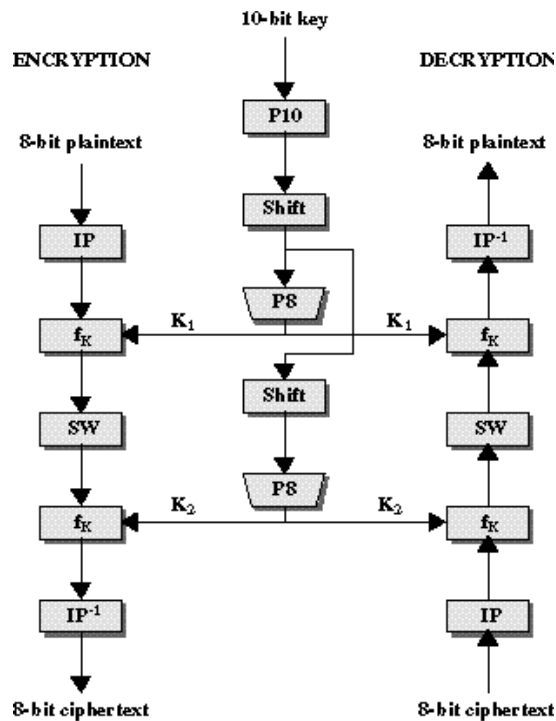 10-bit key
ENCRYPTION
DECRYPTION
P10
8-bit plaintext
8-bit plaintext
Shift
IP
IP-1
P8
K1
K1
fK
fK
Shift
SW
SW
P8
K2
K2
fK
fK
IP-1
IP
8-bit ciphertext
8-bit ciphertext